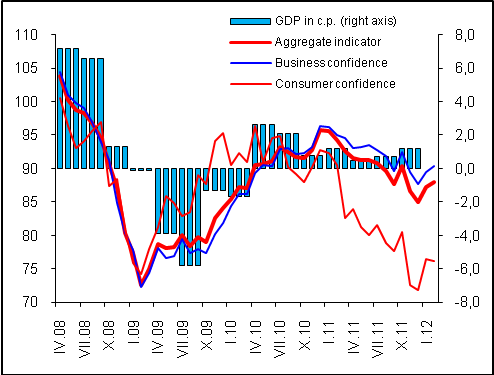 GDP in c.p. (right axis)
Aggregate indicator
Business confidence
Consumer confidence
110
105
100
95
90
85
80
75
70
8,0
6,0
4,0
2,0
0,0
-2,0
-4,0
-6,0
-8,0
IV.08
VII.08
X.08
I.09
IV.09
VII.09
X.09
I.10
IV.10
VII.10
X.10
I.11
IV.11
VII.11
X.11
I.12